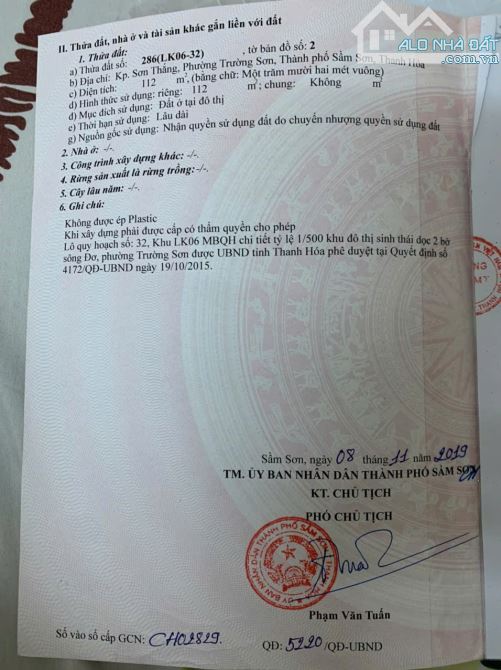 ALO NHÀ ĐẤT
II. Thửa đất, nhà ở và tài sản khác gắn liền với đất
1. Thửa đất:
a) Thửa đất số: 286(LK06-32) , tờ bản đồ số: 2
b) Địa chỉ: Kp. Sơn Thắng, Phường Trường Sơn, Thành phố Sầm Sơn, Thanh Hóa
c) Diện tích: 112 m², (bằng chữ: Một trăm mười hai mét vuông)
d) Hình thức sử dụng: riêng: 112 m²; chung: Không m²
đ) Mục đích sử dụng: Đất ở tại đô thị
e) Thời hạn sử dụng: Lâu dài
g) Nguồn gốc sử dụng: Nhận quyền sử dụng đất do chuyển nhượng quyền sử dụng đất
2. Nhà ở: -/-.
3. Công trình xây dựng khác: -/-.
4. Rừng sản xuất là rừng trồng:-/-.
5. Cây lâu năm: -/-.
6. Ghi chú:
Không được ép Plastic
Khi xây dựng phải được cấp có thẩm quyền cho phép
Lô quy hoạch số: 32, Khu LK06 MBQH chi tiết tỷ lệ 1/500 khu đô thị sinh thái dọc 2 bờ
sông Đơ, phường Trường Sơn được UBND tỉnh Thanh Hóa phê duyệt tại Quyết định số
4172/QĐ-UBND ngày 19/10/2015.
Sầm Sơn, ngày 08 tháng 11 năm 2019
TM. ỦY BAN NHÂN DÂN THÀNH PHỐ SẦM SƠN
KT. CHỦ TỊCH
PHÓ CHỦ TỊCH
Phạm Văn Tuấn
Số vào sổ cấp GCN: CH02829.
QĐ: 5220/QĐ-UBND